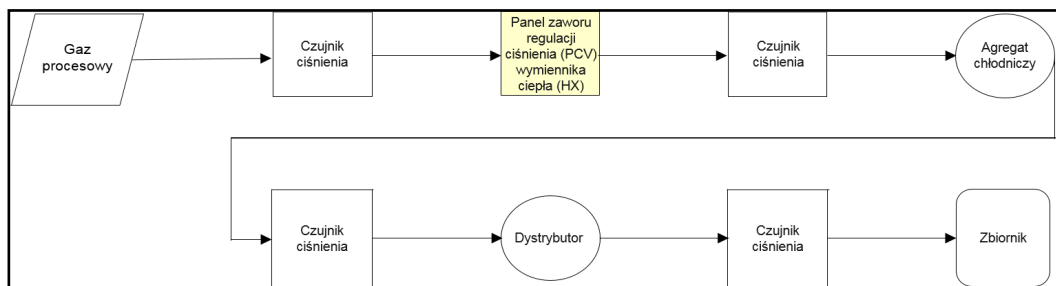 Gaz
procesowy
Czujnik
ciśnienia
Panel zaworu
regulacji
ciśnienia (PCV)
wymiennika
ciepła (HX)
Czujnik
ciśnienia
Agregat
chłodniczy
Czujnik
ciśnienia
Dystrybutor
Czujnik
ciśnienia
Zbiornik